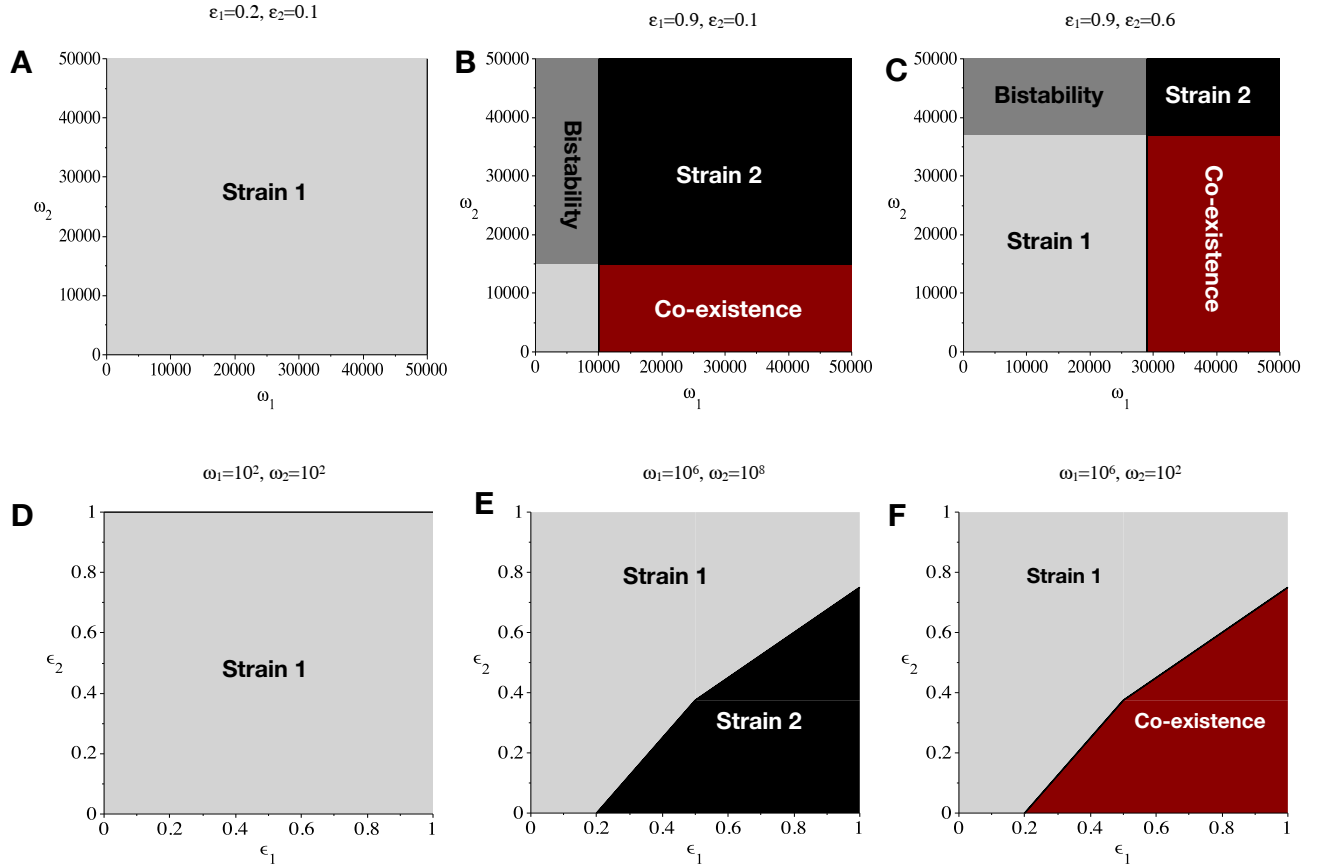 ε₁=0.2, ε₂=0.1
A
50000
40000
30000
ω₂
20000
10000
0
Strain 1
0 10000 20000 30000 40000 50000
ω₁
ε₁=0.9, ε₂=0.1
B
50000
40000
30000
ω₂
20000
10000
0
Bistability
Strain 2
Co-existence
0 10000 20000 30000 40000 50000
ω₁
ε₁=0.9, ε₂=0.6
C
50000
40000
30000
ω₂
20000
10000
0
Bistability
Strain 2
Strain 1
Co-existence
0 10000 20000 30000 40000 50000
ω₁
ω₁=10², ω₂=10²
D
1
0.8
0.6
ϵ₂
0.4
0.2
0
Strain 1
0 0.2 0.4 0.6 0.8 1
ϵ₁
ω₁=10⁶, ω₂=10⁸
E
1
0.8
0.6
ϵ₂
0.4
0.2
0
Strain 1
Strain 2
0 0.2 0.4 0.6 0.8 1
ϵ₁
ω₁=10⁶, ω₂=10²
F
1
0.8
0.6
ϵ₂
0.4
0.2
0
Strain 1
Co-existence
0 0.2 0.4 0.6 0.8 1
ϵ₁